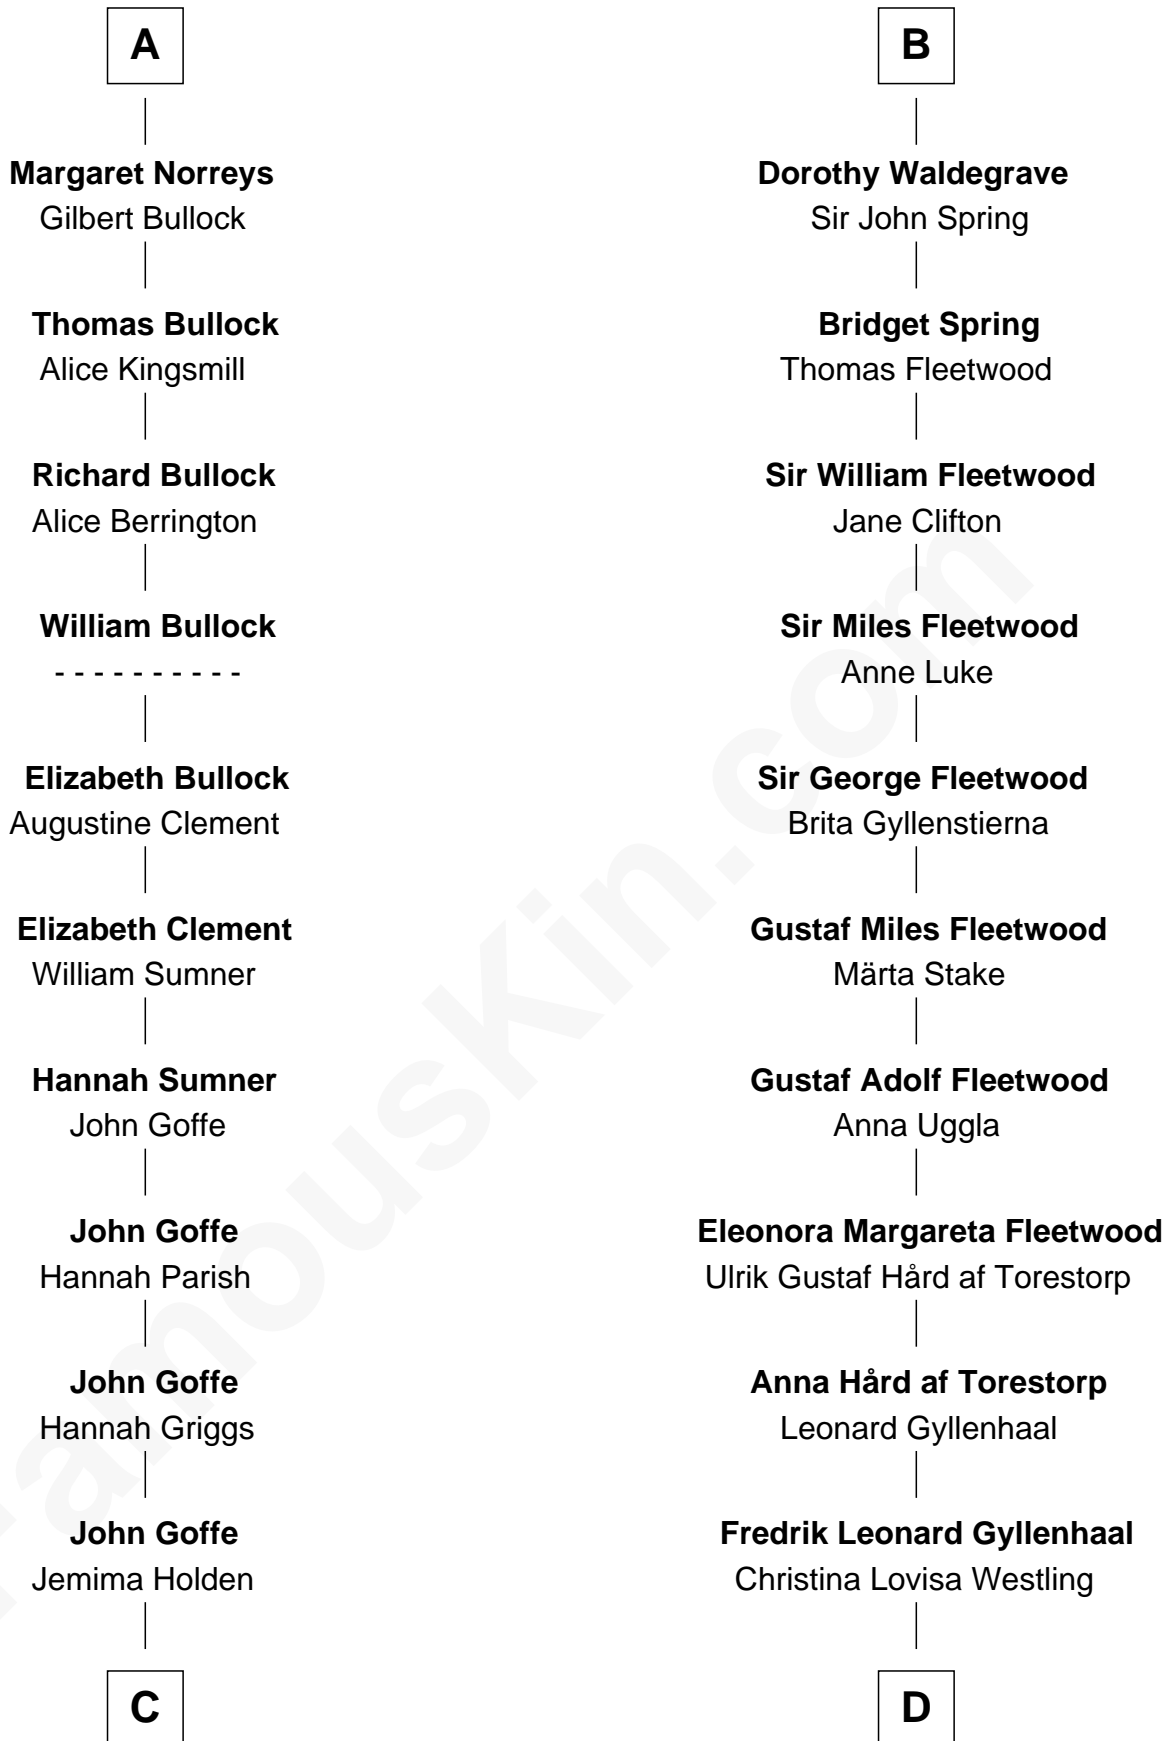 A
Margaret Norreys
Gilbert Bullock
Thomas Bullock
Alice Kingsmill
Richard Bullock
Alice Berrington
William Bullock
- - - - - - - - - -
Elizabeth Bullock
Augustine Clement
Elizabeth Clement
William Sumner
Hannah Sumner
John Goffe
John Goffe
Hannah Parish
John Goffe
Hannah Griggs
John Goffe
Jemima Holden
C
B
Dorothy Waldegrave
Sir John Spring
Bridget Spring
Thomas Fleetwood
Sir William Fleetwood
Jane Clifton
Sir Miles Fleetwood
Anne Luke
Sir George Fleetwood
Brita Gyllenstierna
Gustaf Miles Fleetwood
Märta Stake
Gustaf Adolf Fleetwood
Anna Uggla
Eleonora Margareta Fleetwood
Ulrik Gustaf Hård af Torestorp
Anna Hård af Torestorp
Leonard Gyllenhaal
Fredrik Leonard Gyllenhaal
Christina Lovisa Westling
D
FamousKin.com